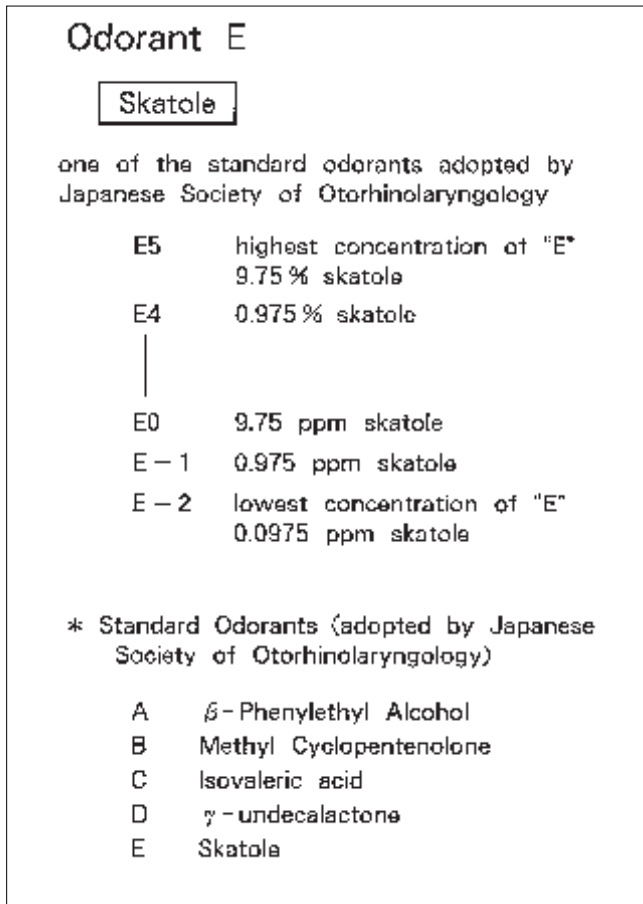 Odorant E
Skatole
one of the standard odorants adopted by
Japanese Society of Otorhinolaryngology
E5 highest concentration of "E"
9.75 % skatole
E4 0.975 % skatole
E0 9.75 ppm skatole
E − 1 0.975 ppm skatole
E − 2 lowest concentration of "E"
0.0975 ppm skatole
* Standard Odorants (adopted by Japanese
Society of Otorhinolaryngology)
A β-Phenylethyl Alcohol
B Methyl Cyclopentenolone
C Isovaleric acid
D γ-undecalactone
E Skatole